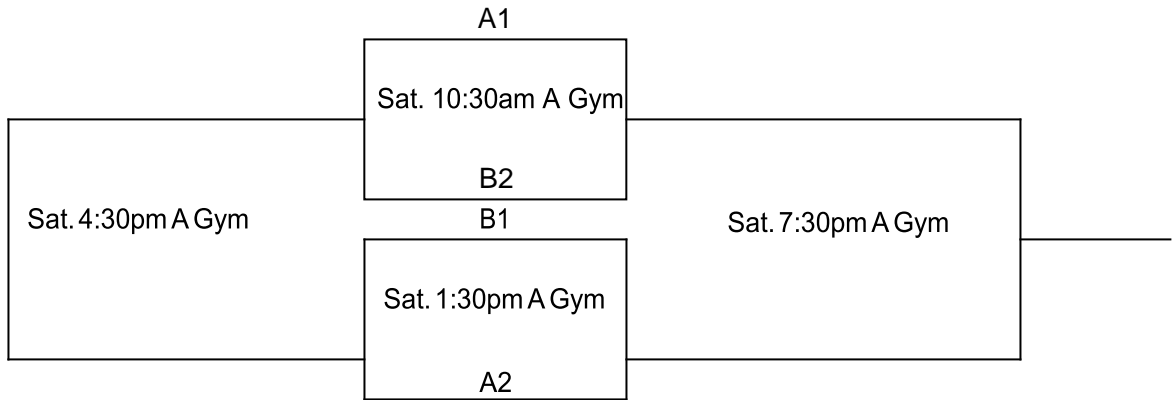 A1
Sat. 10:30am A Gym
B2
Sat. 4:30pm A Gym
B1
Sat. 7:30pm A Gym
Sat. 1:30pm A Gym
A2